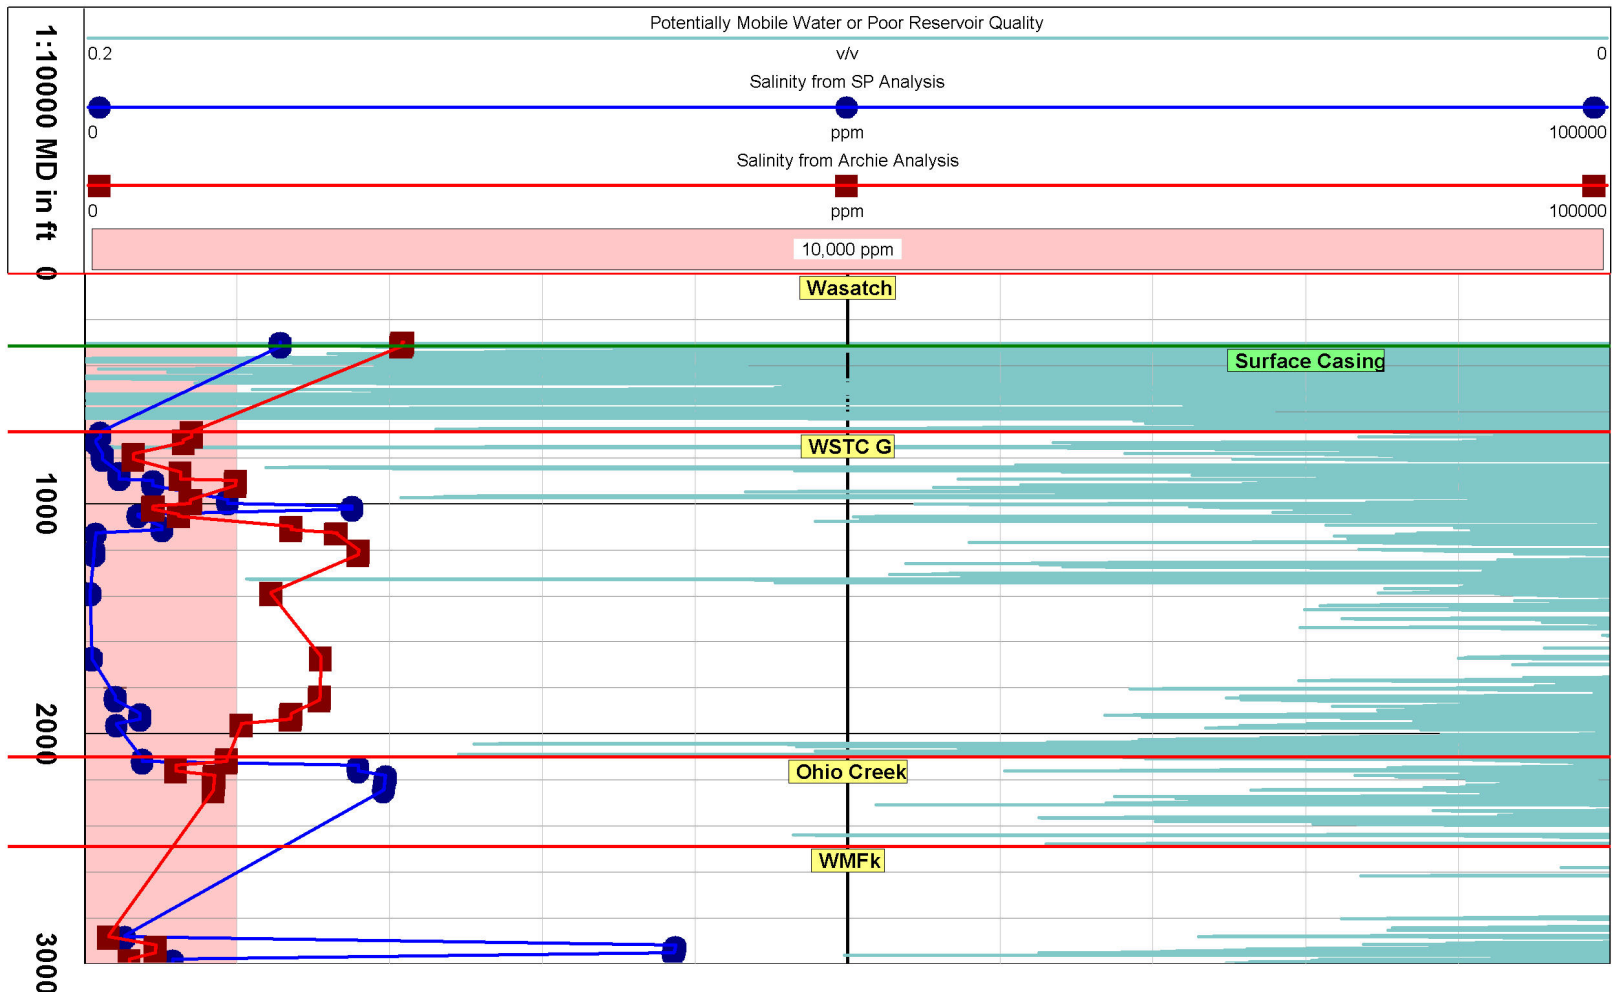 Potentially Mobile Water or Poor Reservoir Quality
0.2 v/v 0
Salinity from SP Analysis
0 ppm 100000
Salinity from Archie Analysis
0 ppm 100000
10,000 ppm
1:10000 MD in ft
0
Wasatch
Surface Casing
WSTC G
1000
2000
Ohio Creek
WMFk
3000